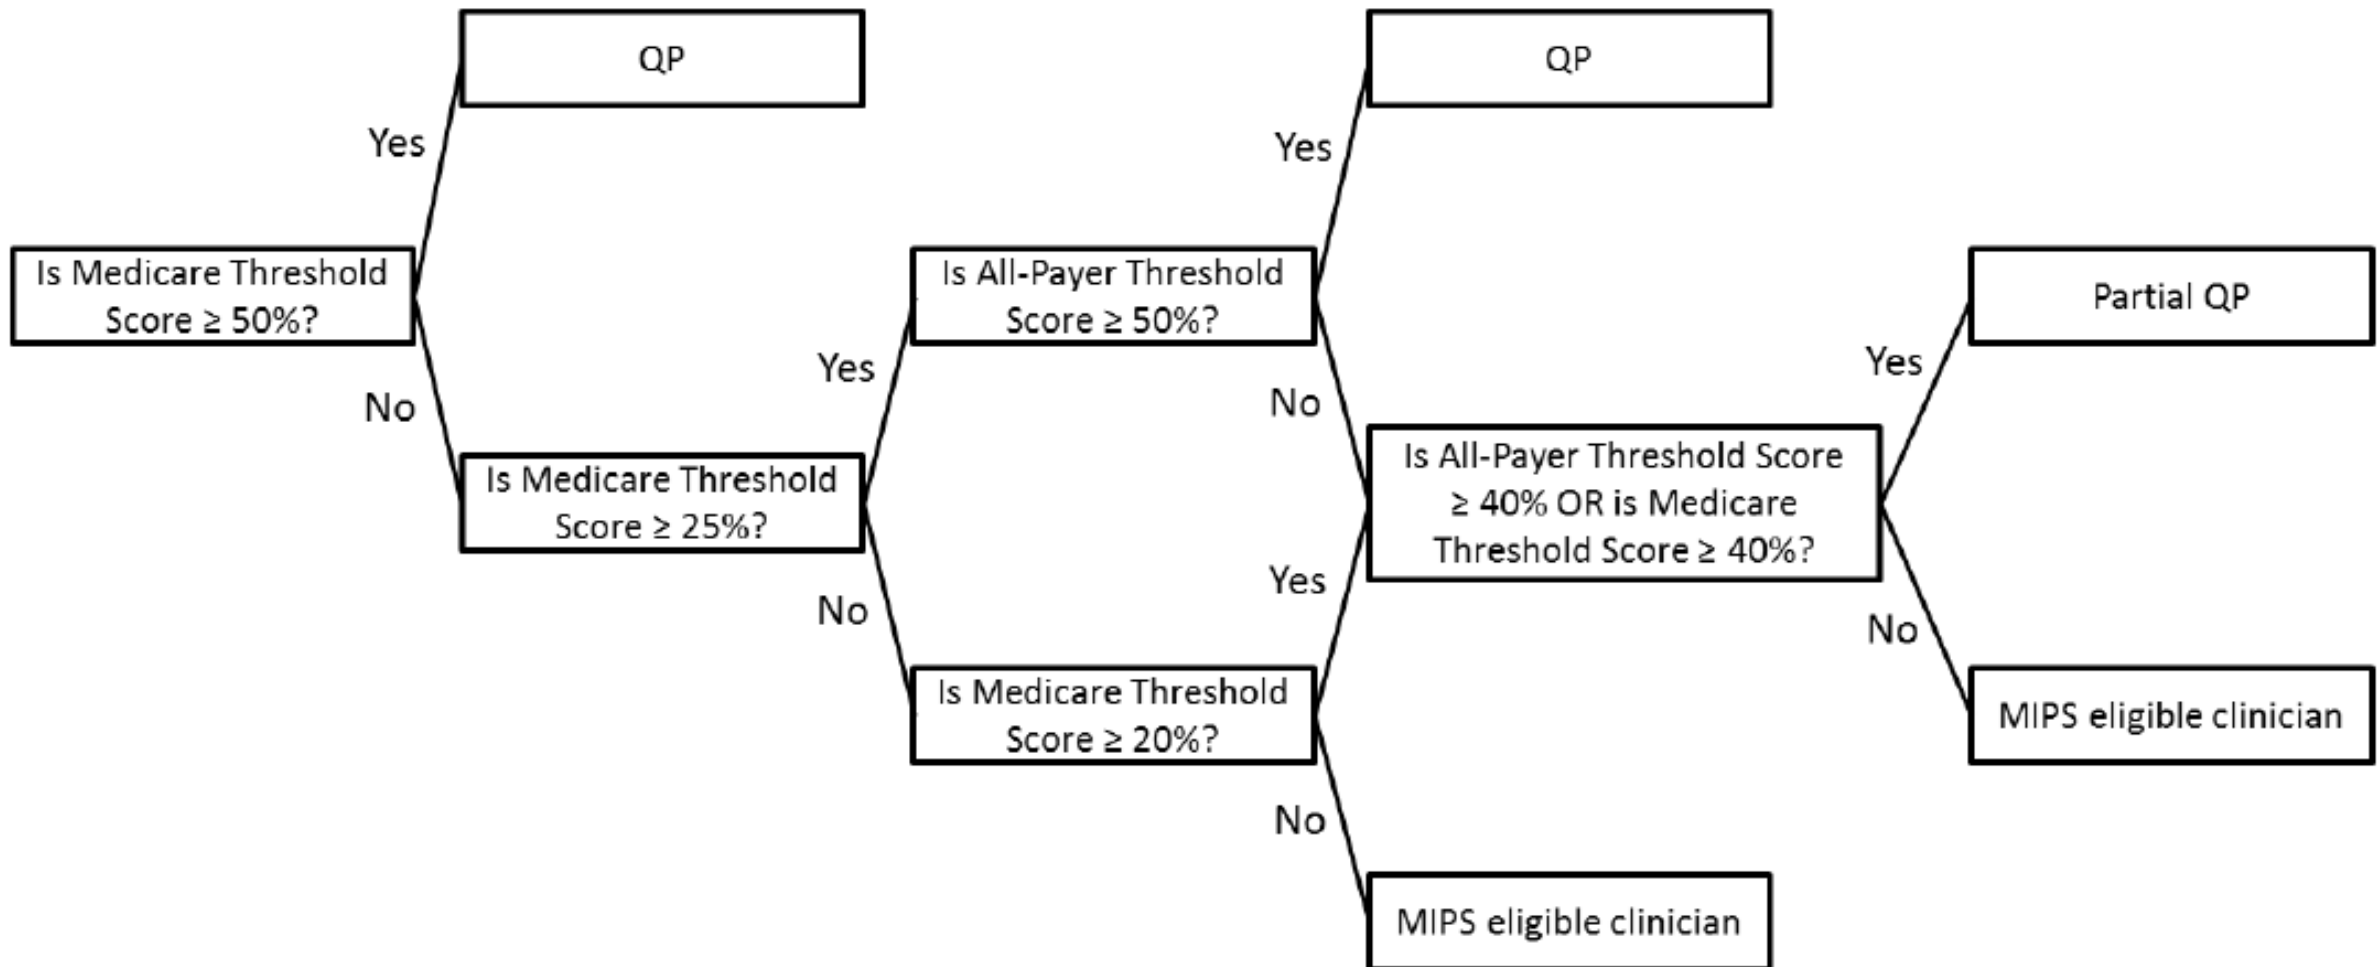 QP
QP
Yes
Yes
Is Medicare Threshold
Score ≥ 50%?
Is All-Payer Threshold
Score ≥ 50%?
Partial QP
Yes
Yes
No
No
Is Medicare Threshold
Score ≥ 25%?
Is All-Payer Threshold Score
≥ 40% OR is Medicare
Threshold Score ≥ 40%?
Yes
No
No
Is Medicare Threshold
Score ≥ 20%?
MIPS eligible clinician
No
MIPS eligible clinician